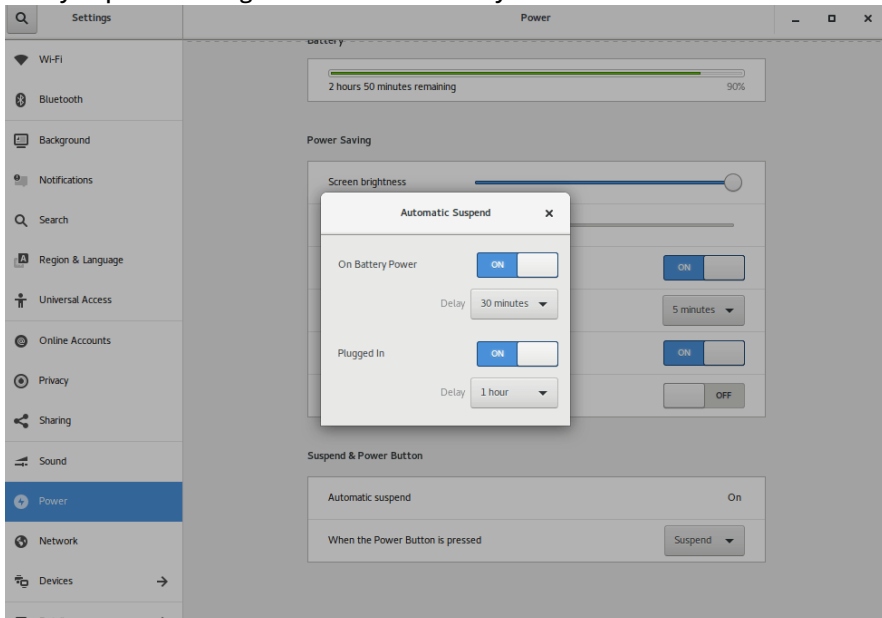 Settings
Power
Wi-Fi
Bluetooth
Background
Notifications
Search
Region & Language
Universal Access
Online Accounts
Privacy
Sharing
Sound
Power
Network
Devices
Battery
2 hours 50 minutes remaining 90%
Power Saving
Screen brightness
ON
5 minutes
ON
OFF
Automatic Suspend
On Battery Power ON
Delay 30 minutes
Plugged In ON
Delay 1 hour
Suspend & Power Button
Automatic suspend On
When the Power Button is pressed Suspend